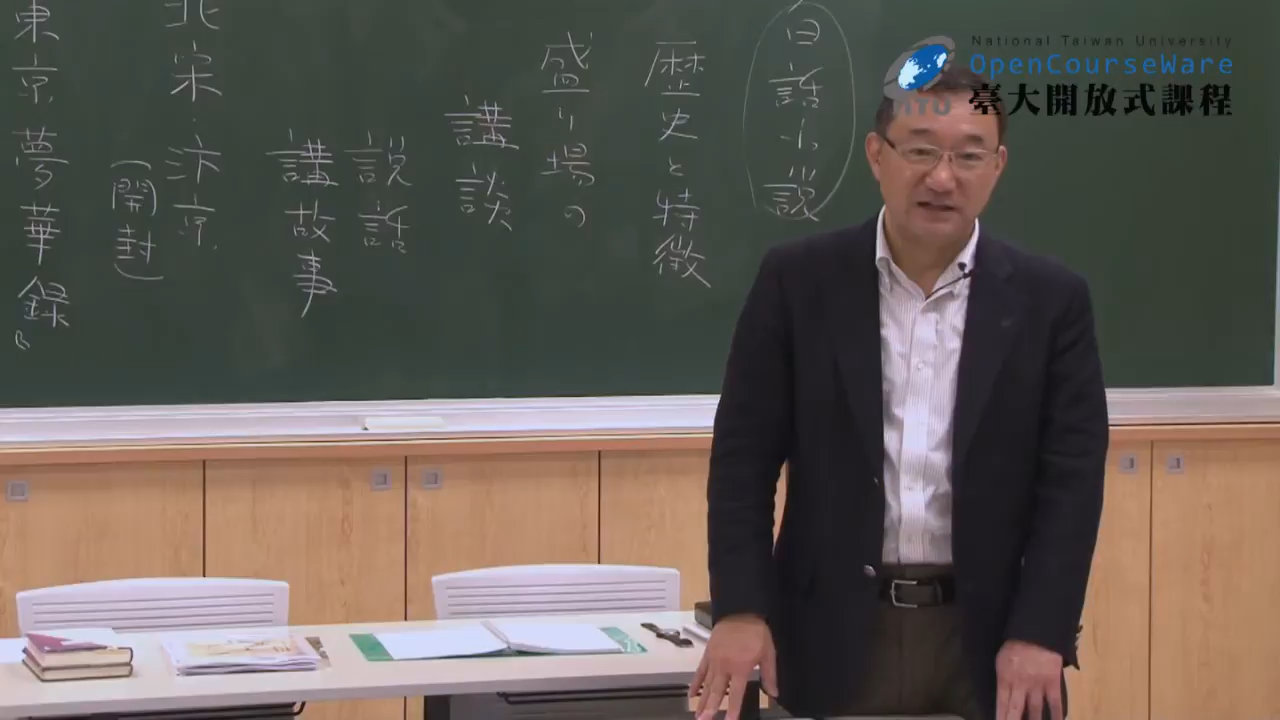 白話小説
歴史と特徴
盛り場の
講談
説話
講故事
北宋・汴京
(開封)
東京夢華録
National Taiwan University
OpenCourseWare
臺大開放式課程
NTU